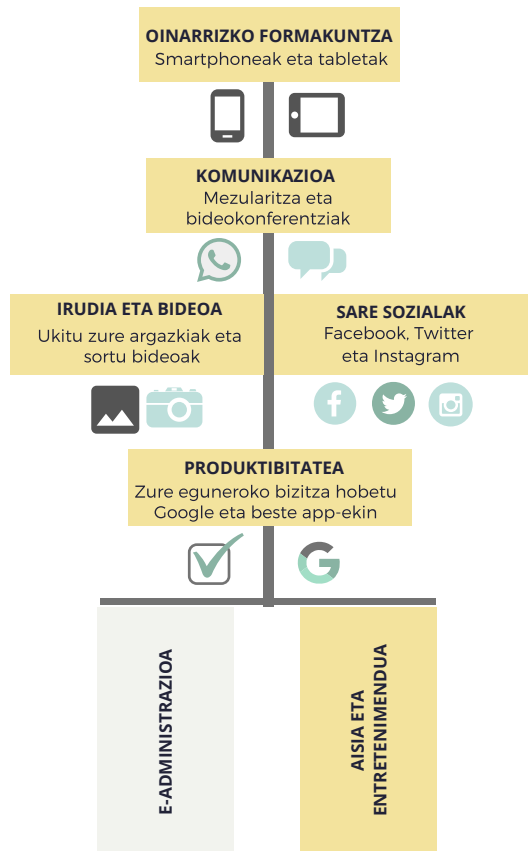 OINARRIZKO FORMAKUNTZA
Smartphoneak eta tabletak
KOMUNIKAZIOA
Mezularitza eta
bideokonferentziak
IRUDIA ETA BIDEOA
Ukitu zure argazkiak eta
sortu bideoak
SARE SOZIALAK
Facebook, Twitter
eta Instagram
PRODUKTIBITATEA
Zure eguneroko bizitza hobetu
Google eta beste app-ekin
E-ADMINISTRAZIOA
AISIA ETA
ENTRETENIMENDUA